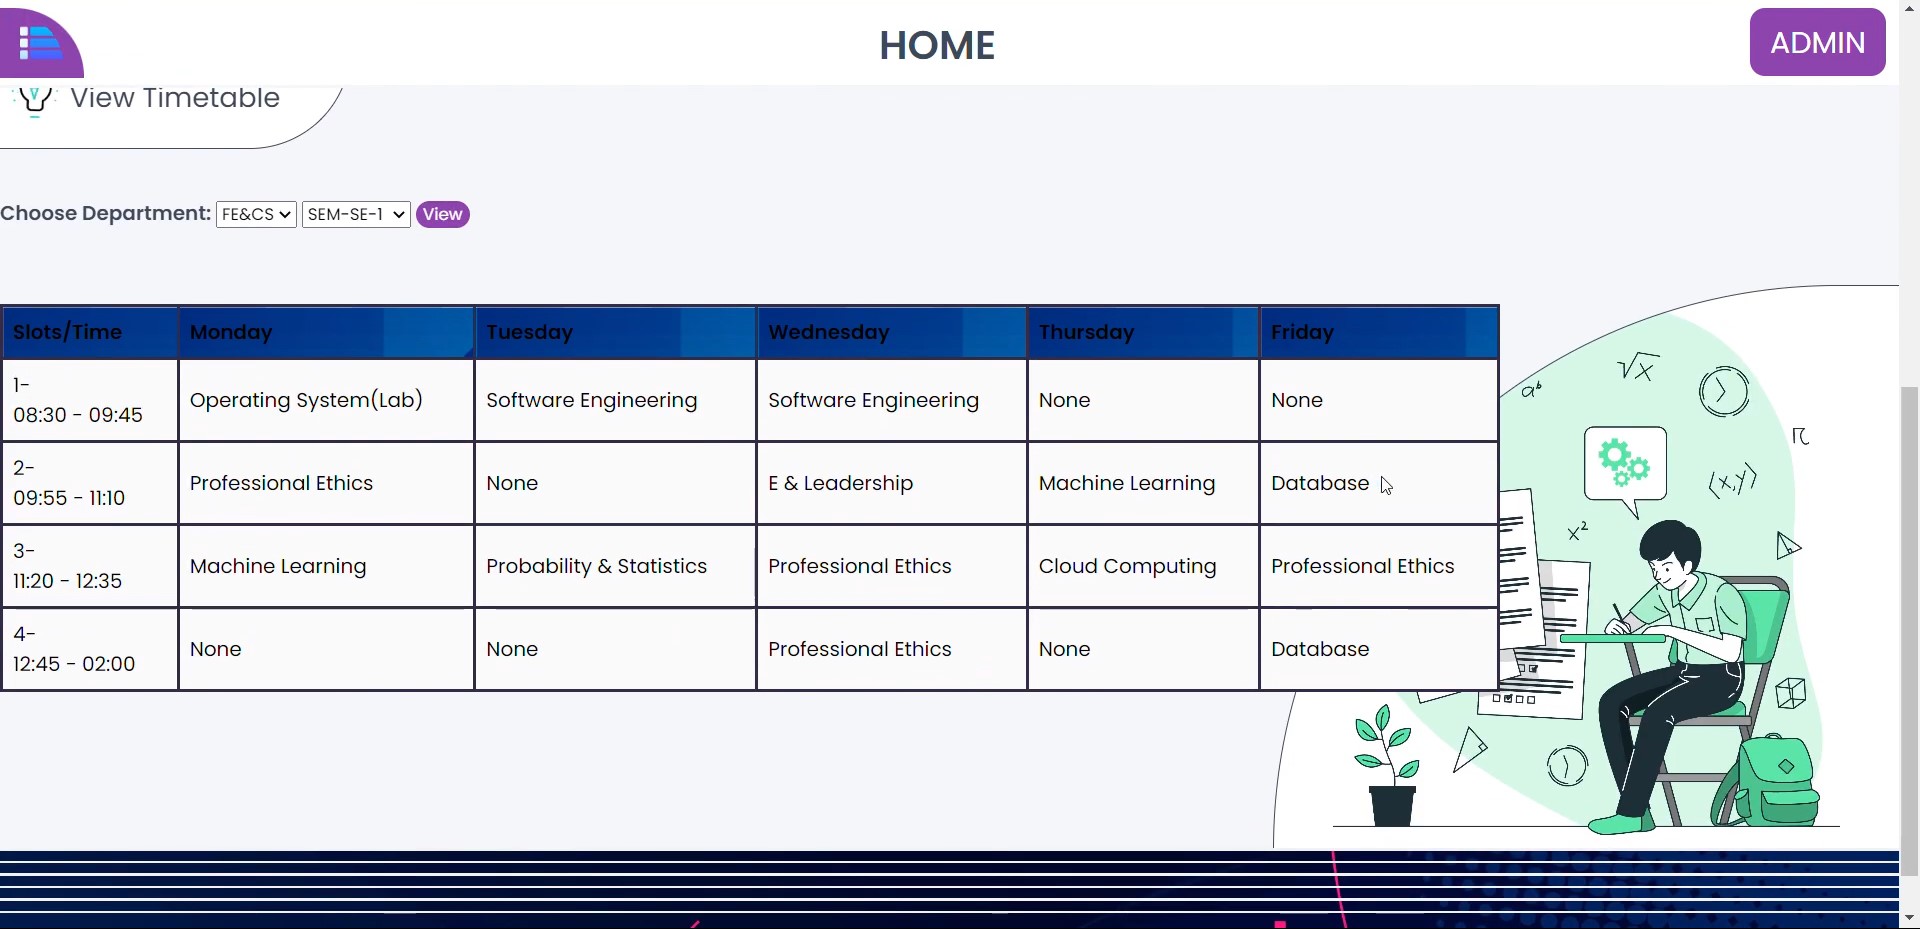 HOME
ADMIN
View Timetable
Choose Department: FE&CS SEM-SE-1 View
Slots/Time Monday Tuesday Wednesday Thursday Friday
1-
08:30 - 09:45 Operating System(Lab) Software Engineering Software Engineering None None
2-
09:55 - 11:10 Professional Ethics None E & Leadership Machine Learning Database
3-
11:20 - 12:35 Machine Learning Probability & Statistics Professional Ethics Cloud Computing Professional Ethics
4-
12:45 - 02:00 None None Professional Ethics None Database
√x
a^b
(x,y)
x²